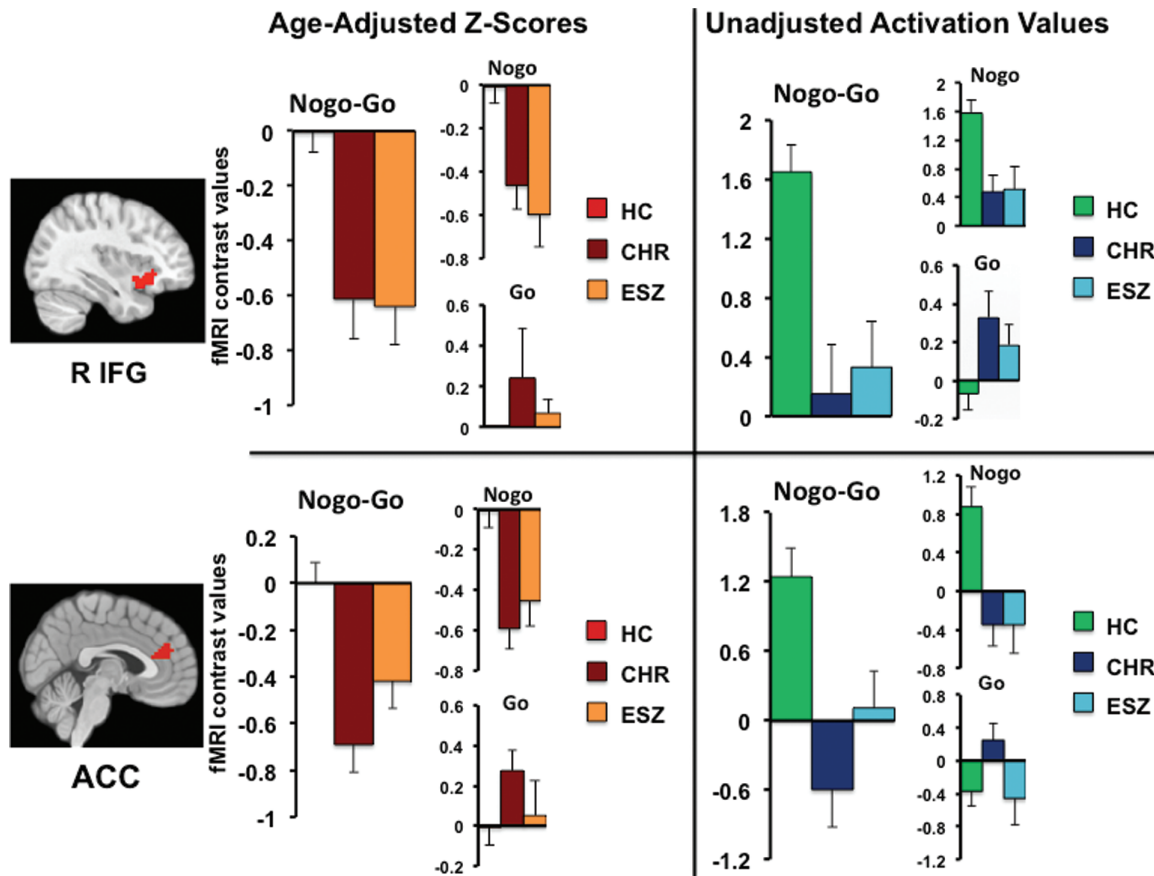 Age-Adjusted Z-Scores
Unadjusted Activation Values
R IFG
fMRI contrast values
Nogo-Go
0
-0.2
-0.4
-0.6
-0.8
-1
Nogo
0
-0.2
-0.4
-0.6
-0.8
Go
0.6
0.4
0.2
0
HC
CHR
ESZ
Nogo-Go
2
1.6
1.2
0.8
0.4
0
Nogo
2
1.6
1.2
0.8
0.4
0
Go
0.6
0.4
0.2
0
-0.2
HC
CHR
ESZ
ACC
fMRI contrast values
Nogo-Go
0.2
0
-0.2
-0.4
-0.6
-0.8
-1
Nogo
0
-0.2
-0.4
-0.6
-0.8
Go
0.6
0.4
0.2
0
-0.2
HC
CHR
ESZ
Nogo-Go
1.8
1.2
0.6
0
-0.6
-1.2
Nogo
1.2
0.8
0.4
0
-0.4
-0.8
Go
0.8
0.4
0
-0.4
-0.8
-1.2
HC
CHR
ESZ